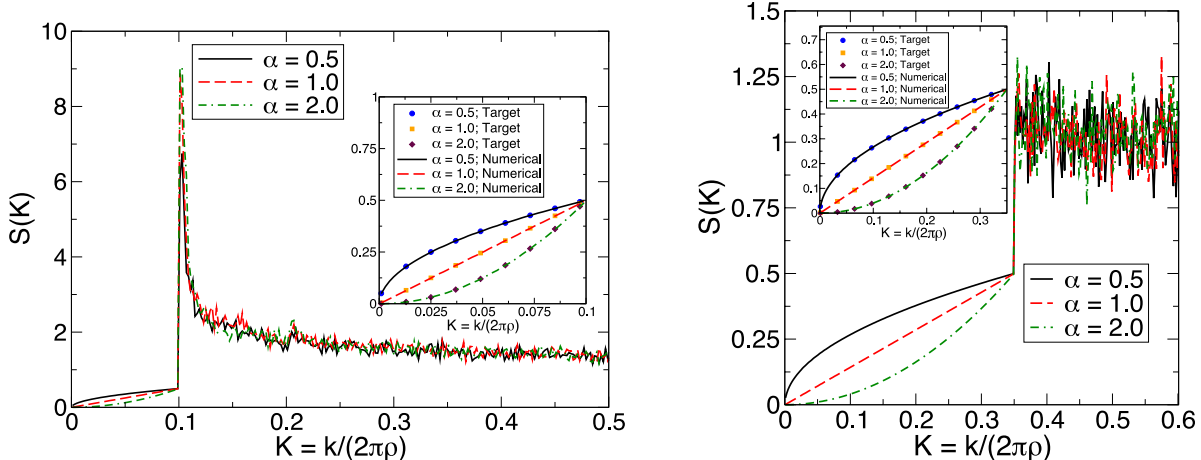 10
8
6
4
2
0
S(K)
0
0.1
0.2
0.3
0.4
0.5
K = k/(2πρ)
α = 0.5
α = 1.0
α = 2.0
1
0.75
0.5
0.25
0
0
0.025
0.05
0.075
0.1
K = k/(2πρ)
α = 0.5; Target
α = 1.0; Target
α = 2.0; Target
α = 0.5; Numerical
α = 1.0; Numerical
α = 2.0; Numerical
1.5
1.25
1
0.75
0.5
0.25
0
S(K)
0
0.1
0.2
0.3
0.4
0.5
0.6
K = k/(2πρ)
α = 0.5
α = 1.0
α = 2.0
0.7
0.6
0.5
0.4
0.3
0.2
0.1
0
0
0.1
0.2
0.3
K = k/(2πρ)
α = 0.5; Target
α = 1.0; Target
α = 2.0; Target
α = 0.5; Numerical
α = 1.0; Numerical
α = 2.0; Numerical